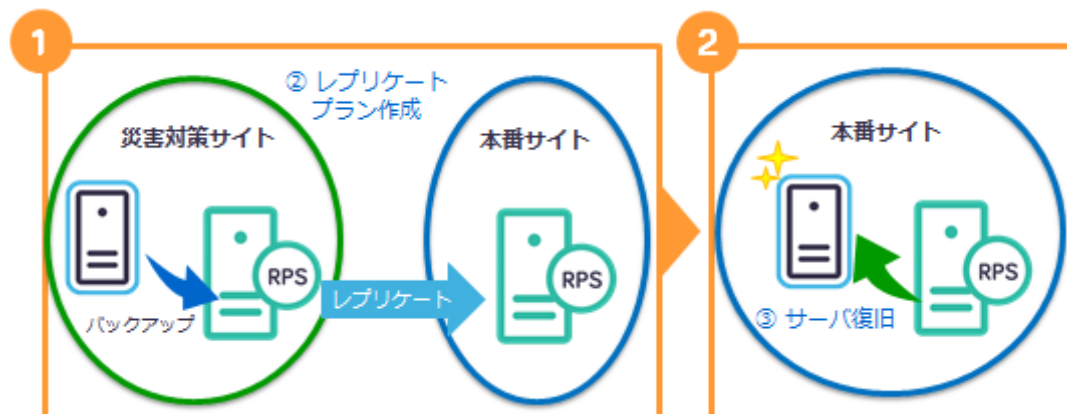 1
② レプリケート
プラン作成
災害対策サイト
本番サイト
RPS
バックアップ
レプリケート
RPS
2
本番サイト
RPS
③ サーバ復旧